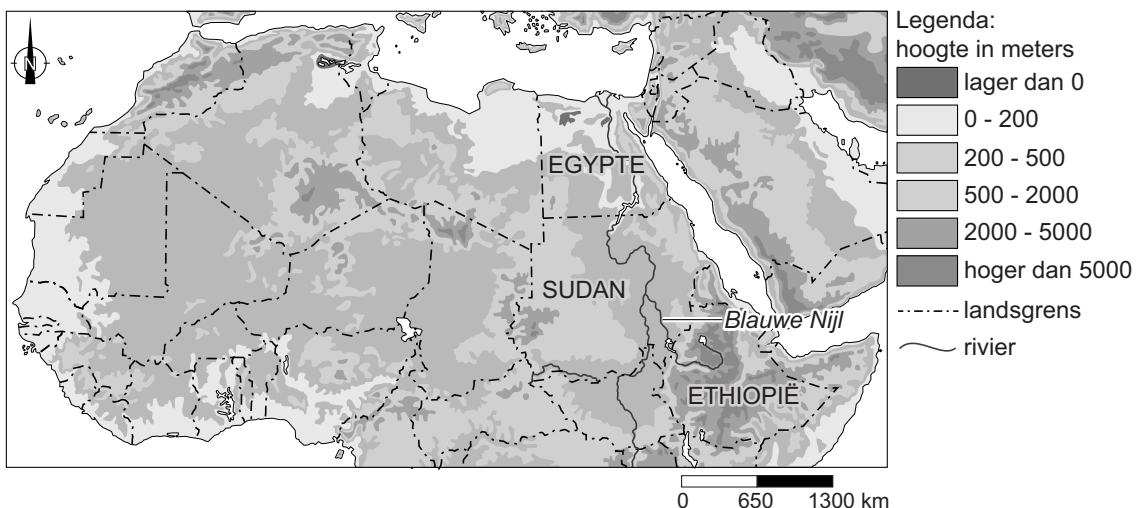 N
EGYPTE
SUDAN
Blauwe Nijl
ETHIOPIË
Legenda:
hoogte in meters
lager dan 0
0 - 200
200 - 500
500 - 2000
2000 - 5000
hoger dan 5000
landsgrens
rivier
0 650 1300 km